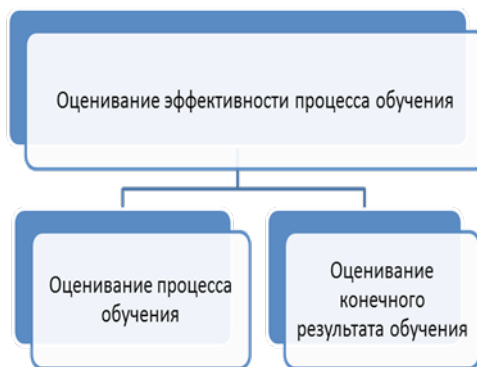 Оценивание эффективности процесса обучения
Оценивание процесса
обучения
Оценивание
конечного
результата обучения